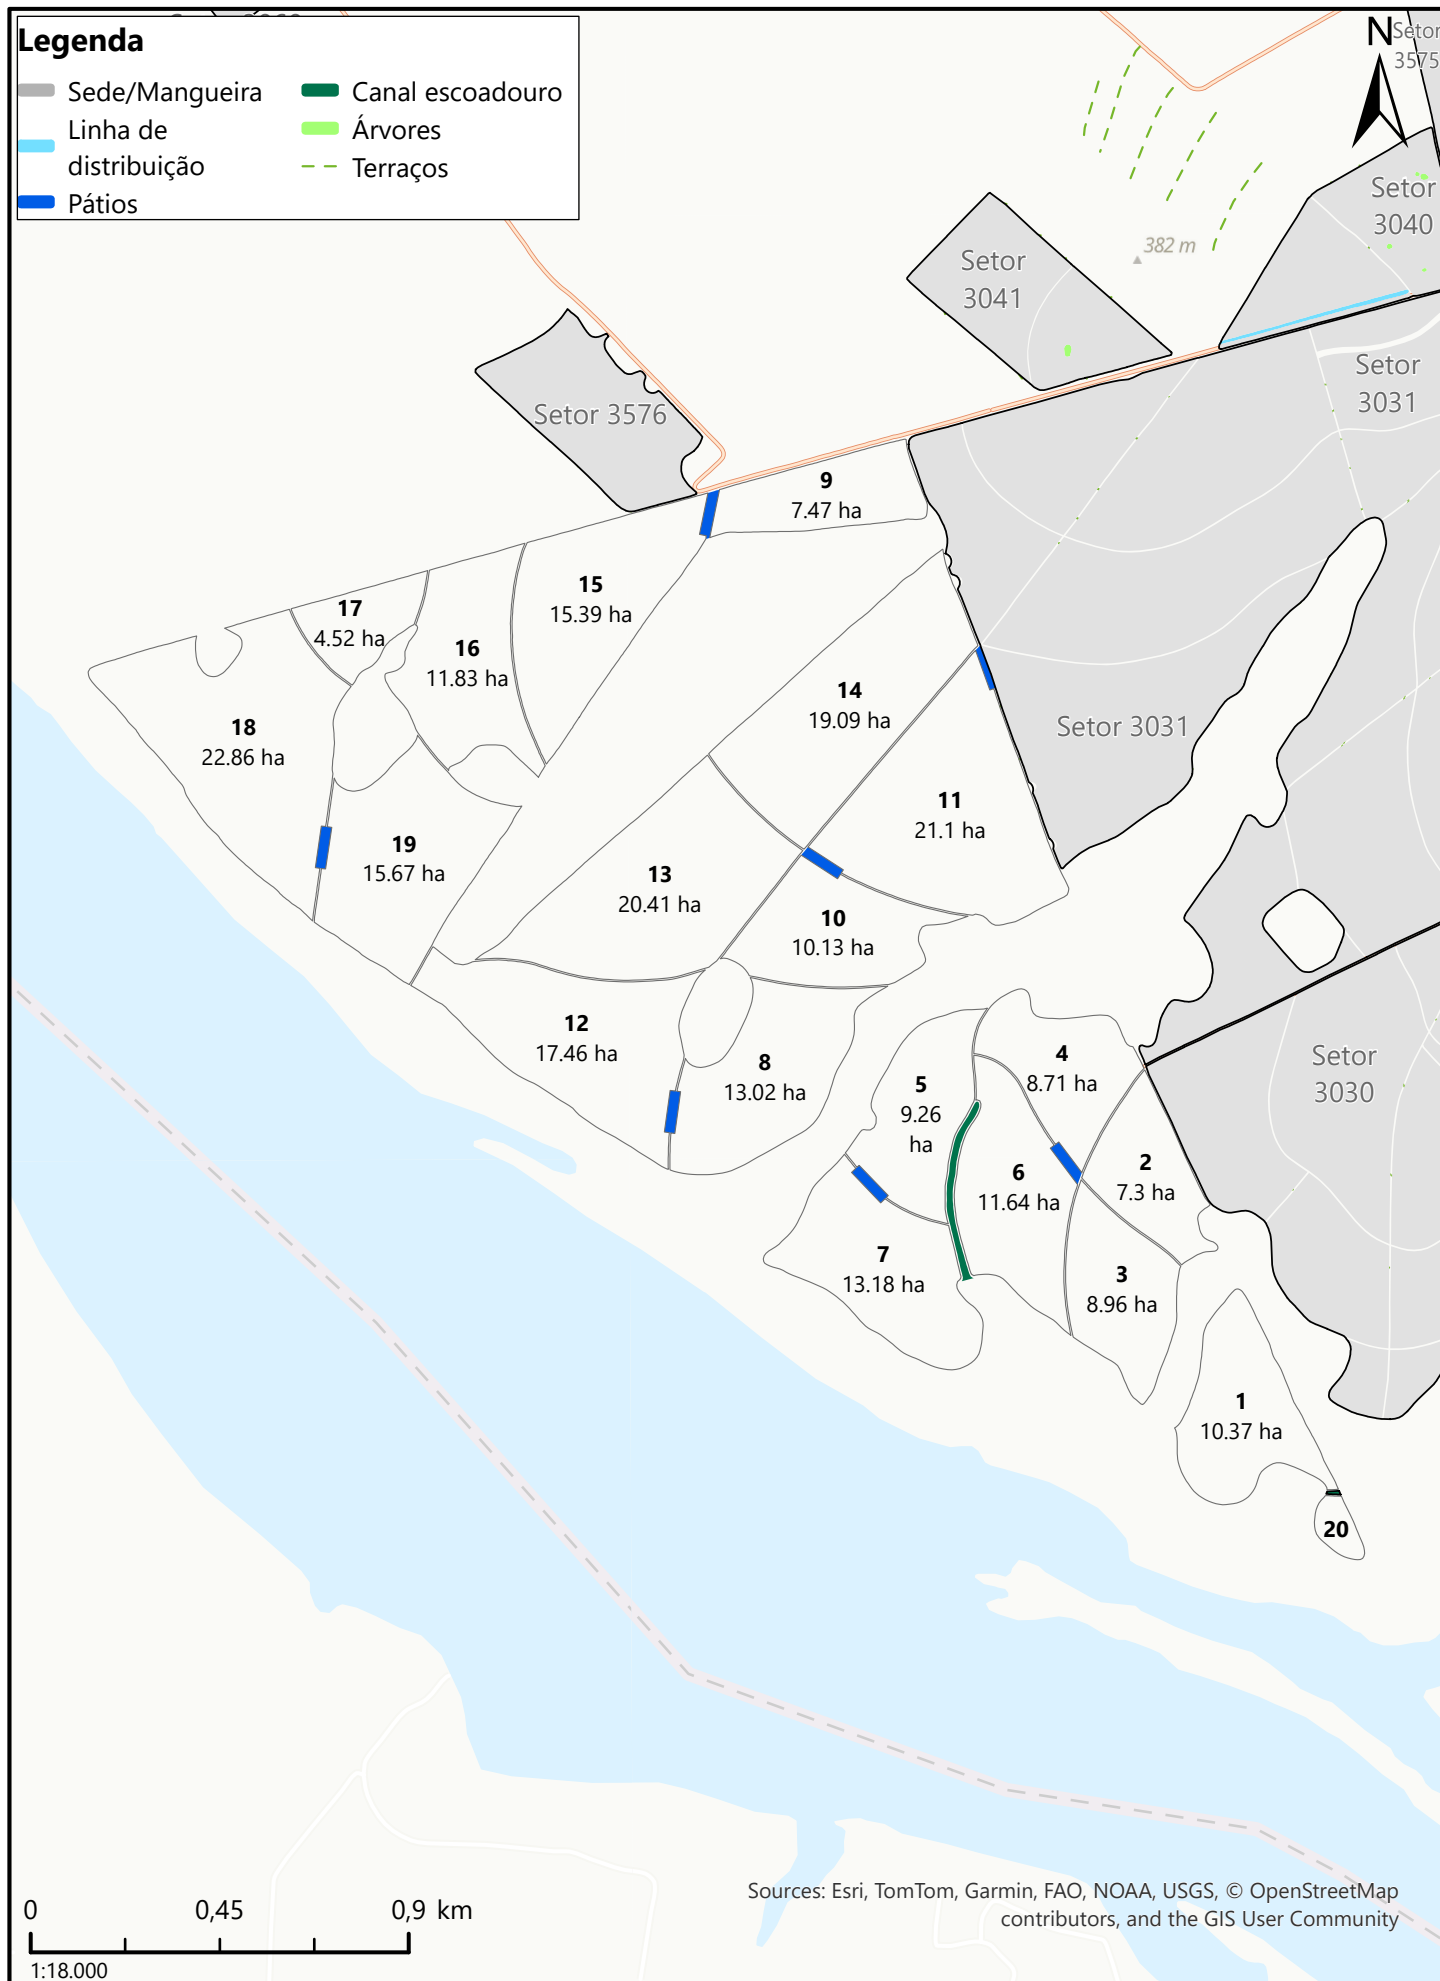 Legenda
Sede/Mangueira
Linha de
distribuição
Pátios
Canal escoadouro
Árvores
Terraços
N
Setor
3575
Setor
3040
382 m
Setor
3041
Setor
3031
Setor 3576
9
7.47 ha
15
15.39 ha
17
4.52 ha
16
11.83 ha
14
19.09 ha
18
22.86 ha
Setor 3031
11
21.1 ha
19
15.67 ha
13
20.41 ha
10
10.13 ha
12
17.46 ha
8
13.02 ha
4
8.71 ha
Setor
3030
5
9.26
ha
6
11.64 ha
2
7.3 ha
7
13.18 ha
3
8.96 ha
1
10.37 ha
20
Sources: Esri, TomTom, Garmin, FAO, NOAA, USGS, © OpenStreetMap
contributors, and the GIS User Community
0 0,45 0,9 km
1:18.000